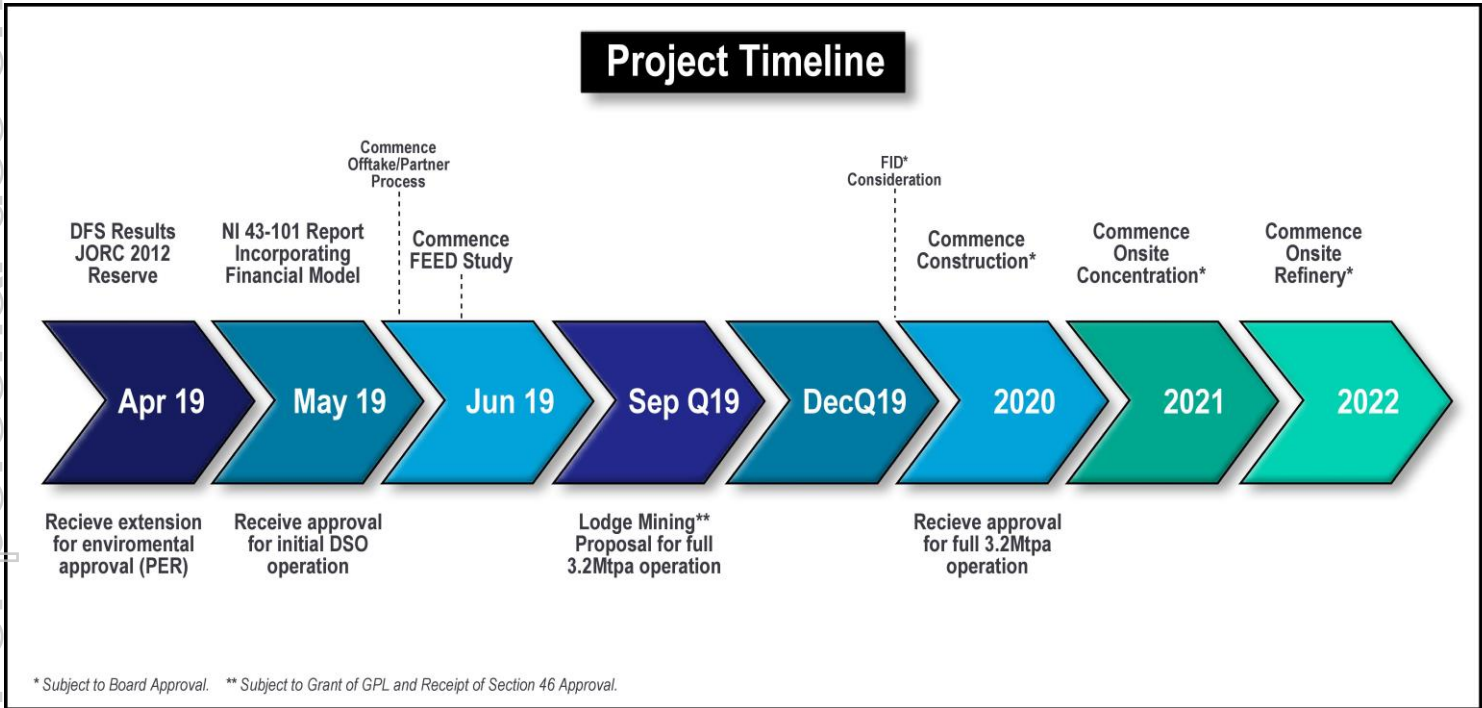 Project Timeline
Commence
Offtake/Partner
Process
FID*
Consideration
DFS Results
JORC 2012
Reserve
NI 43-101 Report
Incorporating
Financial Model
Commence
FEED Study
Commence
Construction*
Commence
Onsite
Concentration*
Commence
Onsite
Refinery*
Apr 19
May 19
Jun 19
Sep Q19
DecQ19
2020
2021
2022
Recieve extension
for enviromental
approval (PER)
Receive approval
for initial DSO
operation
Lodge Mining**
Proposal for full
3.2Mtpa operation
Recieve approval
for full 3.2Mtpa
operation
* Subject to Board Approval. ** Subject to Grant of GPL and Receipt of Section 46 Approval.